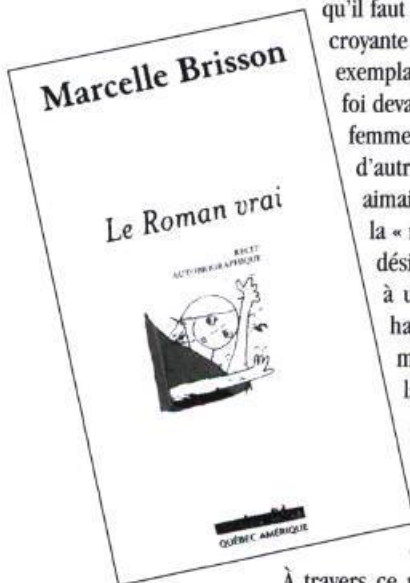 Marcelle Brisson
Le Roman vrai
RÉCIT
AUTOBIOGRAPHIQUE
QUÉBEC AMÉRIQUE
qu'il faut
croyante
exempla
foi deva
femme
d'autr
aimai
la «
dési
à u
ha
m
l
À travers ce